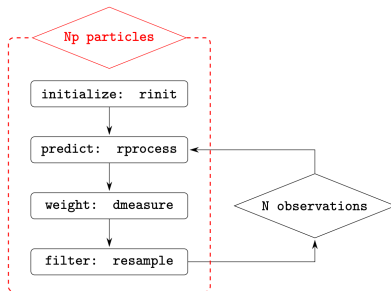 Np particles
initialize: rinit
predict: rprocess
weight: dmeasure
N observations
filter: resample